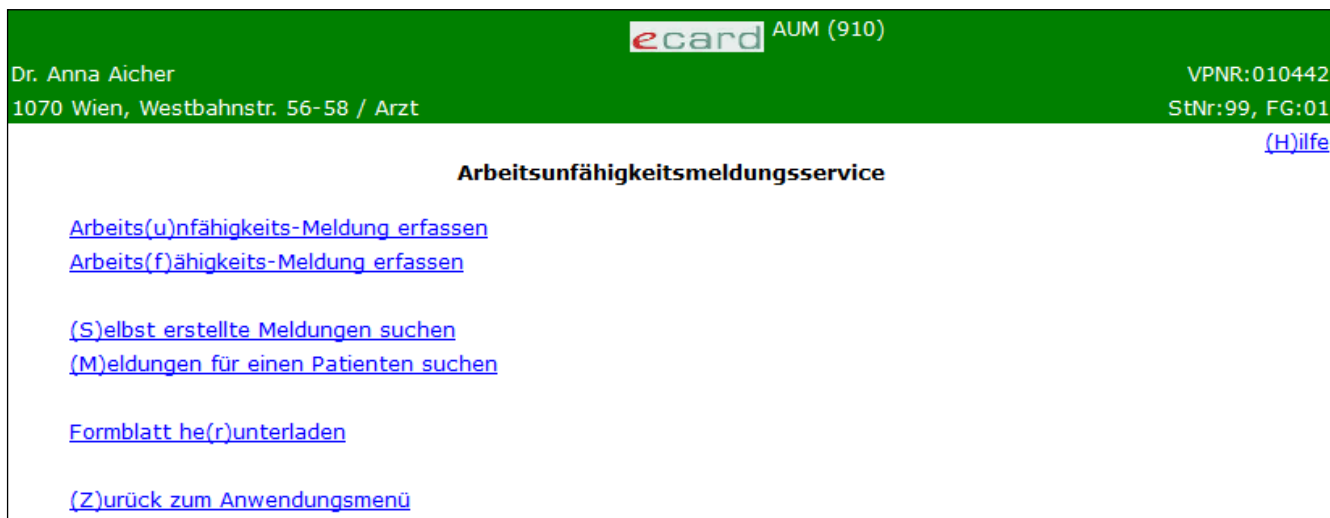 ecard AUM (910)
Dr. Anna Aicher VPNR:010442
1070 Wien, Westbahnstr. 56-58 / Arzt StNr:99, FG:01
(H)ilfe
Arbeitsunfähigkeitsmeldungsservice
Arbeits(u)nfähigkeits-Meldung erfassen
Arbeits(f)ähigkeits-Meldung erfassen
(S)elbst erstellte Meldungen suchen
(M)eldungen für einen Patienten suchen
Formblatt he(r)unterladen
(Z)urück zum Anwendungsmenü